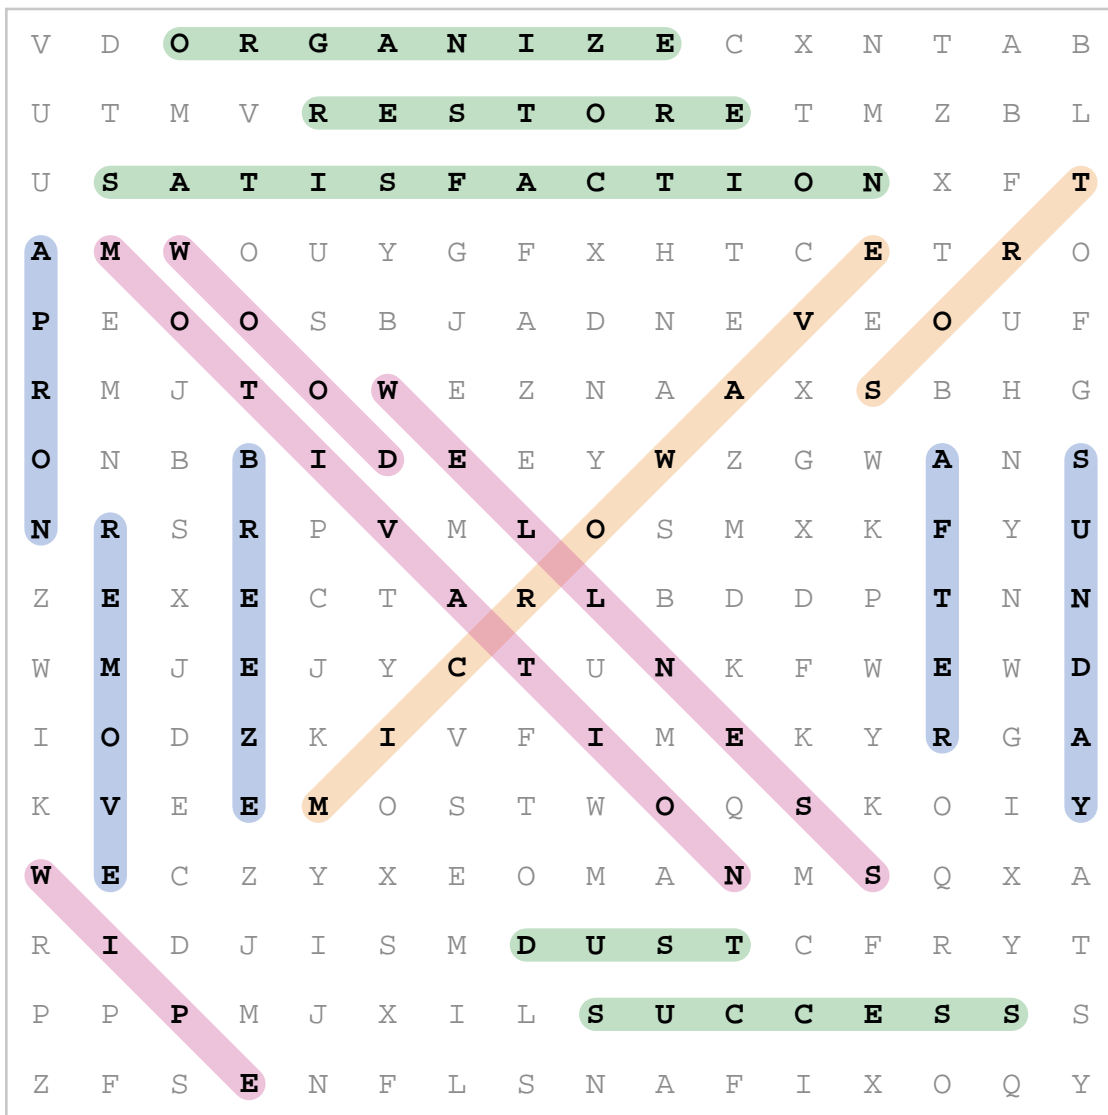 V D O R G A N I Z E C X N T A B
U T M V R E S T O R E T M Z B L
U S A T I S F A C T I O N X F T
A M W O U Y G F X H T C E T R O
P E O O S B J A D N E V E O U F
R M J T O W E Z N A A X S B H G
O N B B I D E E Y W Z G W A N S
N R S R P V M L O S M X K F Y U
Z E X E C T A R L B D D P T N N
W M J E J Y C T U N K F W E W D
I O D Z K I V F I M E K Y R G A
K V E E M O S T W O Q S K O I Y
W E C Z Y X E O M A N M S Q X A
R I D J I S M D U S T C F R Y T
P P P M J X I L S U C C E S S S
Z F S E N F L S N A F I X O Q Y